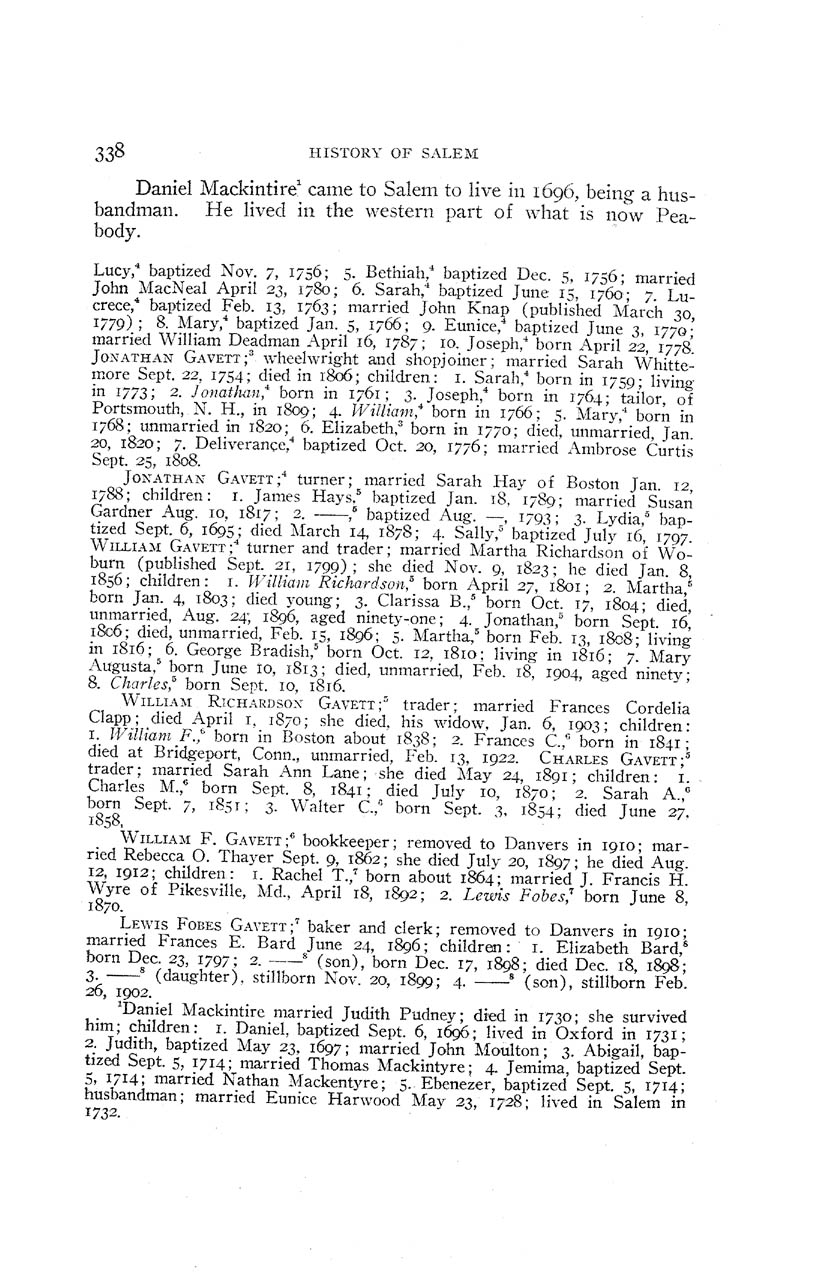 338 HISTORY OF SALEM
Daniel Mackintire¹ came to Salem to live in 1696, being a hus-
bandman. He lived in the western part of what is now Pea-
body.
Lucy,⁴ baptized Nov. 7, 1756; 5. Bethiah,⁴ baptized Dec. 5, 1756; married
John MacNeal April 23, 1780; 6. Sarah,⁴ baptized June 15, 1760; 7. Lu-
crece,⁴ baptized Feb. 13, 1763; married John Knap (published March 30,
1779); 8. Mary,⁴ baptized Jan. 5, 1766; 9. Eunice,⁴ baptized June 3, 1770;
married William Deadman April 16, 1787; 10. Joseph,⁴ born April 22, 1778.
JONATHAN GAVETT;³ wheelwright and shopjoiner; married Sarah Whitte-
more Sept. 22, 1754; died in 1806; children: 1. Sarah,⁴ born in 1759; living
in 1773; 2. Jonathan,⁴ born in 1761; 3. Joseph,⁴ born in 1764; tailor, of
Portsmouth, N. H., in 1809; 4. William,⁴ born in 1766; 5. Mary,⁴ born in
1768; unmarried in 1820; 6. Elizabeth,³ born in 1770; died, unmarried, Jan.
20, 1820; 7. Deliverance,⁴ baptized Oct. 20, 1776; married Ambrose Curtis
Sept. 25, 1808.
JONATHAN GAVETT;⁴ turner; married Sarah Hay of Boston Jan. 12,
1788; children: 1. James Hays,⁵ baptized Jan. 18, 1789; married Susan
Gardner Aug. 10, 1817; 2. ——,⁵ baptized Aug. —, 1793; 3. Lydia,⁵ bap-
tized Sept. 6, 1695; died March 14, 1878; 4. Sally,⁵ baptized July 16, 1797.
WILLIAM GAVETT;⁴ turner and trader; married Martha Richardson of Wo-
burn (published Sept. 21, 1799); she died Nov. 9, 1823; he died Jan. 8,
1856; children: 1. William Richardson,⁵ born April 27, 1801; 2. Martha,⁵
born Jan. 4, 1803; died young; 3. Clarissa B.,⁵ born Oct. 17, 1804; died,
unmarried, Aug. 24, 1896, aged ninety-one; 4. Jonathan,⁵ born Sept. 16,
1806; died, unmarried, Feb. 15, 1896; 5. Martha,⁵ born Feb. 13, 1808; living
in 1816; 6. George Bradish,⁵ born Oct. 12, 1810; living in 1816; 7. Mary
Augusta,⁵ born June 10, 1813; died, unmarried, Feb. 18, 1904, aged ninety;
8. Charles,⁵ born Sept. 10, 1816.
WILLIAM RICHARDSON GAVETT;⁵ trader; married Frances Cordelia
Clapp; died April 1, 1870; she died, his widow, Jan. 6, 1903; children:
1. William F.,⁶ born in Boston about 1838; 2. Frances C.,⁶ born in 1841;
died at Bridgeport, Conn., unmarried, Feb. 13, 1922. CHARLES GAVETT;⁵
trader; married Sarah Ann Lane; she died May 24, 1891; children: 1.
Charles M.,⁶ born Sept. 8, 1841; died July 10, 1870; 2. Sarah A.,⁶
born Sept. 7, 1851; 3. Walter C.,⁶ born Sept. 3, 1854; died June 27,
1858.
WILLIAM F. GAVETT;⁶ bookkeeper; removed to Danvers in 1910; mar-
ried Rebecca O. Thayer Sept. 9, 1862; she died July 20, 1897; he died Aug.
12, 1912; children: 1. Rachel T.,⁷ born about 1864; married J. Francis H.
Wyre of Pikesville, Md., April 18, 1892; 2. Lewis Fobes,⁷ born June 8,
1870.
LEWIS FOBES GAVETT;⁷ baker and clerk; removed to Danvers in 1910;
married Frances E. Bard June 24, 1896; children: 1. Elizabeth Bard,⁸
born Dec. 23, 1797; 2. ——⁸ (son), born Dec. 17, 1898; died Dec. 18, 1898;
3. ——⁸ (daughter), stillborn Nov. 20, 1899; 4. ——⁸ (son), stillborn Feb.
26, 1902.
¹Daniel Mackintire married Judith Pudney; died in 1730; she survived
him; children: 1. Daniel, baptized Sept. 6, 1696; lived in Oxford in 1731;
2. Judith, baptized May 23, 1697; married John Moulton; 3. Abigail, bap-
tized Sept. 5, 1714; married Thomas Mackintyre; 4. Jemima, baptized Sept.
5, 1714; married Nathan Mackentyre; 5. Ebenezer, baptized Sept. 5, 1714;
husbandman; married Eunice Harwood May 23, 1728; lived in Salem in
1732.